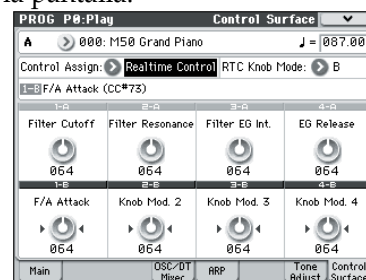 la pantalla.
PROG P0:Play Control Surface
A 000: M50 Grand Piano ♩= 087.00
Control Assign: Realtime Control RTC Knob Mode: B
1-B F/A Attack (CC#73)
1-A 2-A 3-A 4-A
Filter Cutoff Filter Resonance Filter EG Int. EG Release
064 064 064 064
1-B 2-B 3-B 4-B
F/A Attack Knob Mod. 2 Knob Mod. 3 Knob Mod. 4
064 064 064 064
Main OSC/DT Mixer ARP Tone Adjust Control Surface